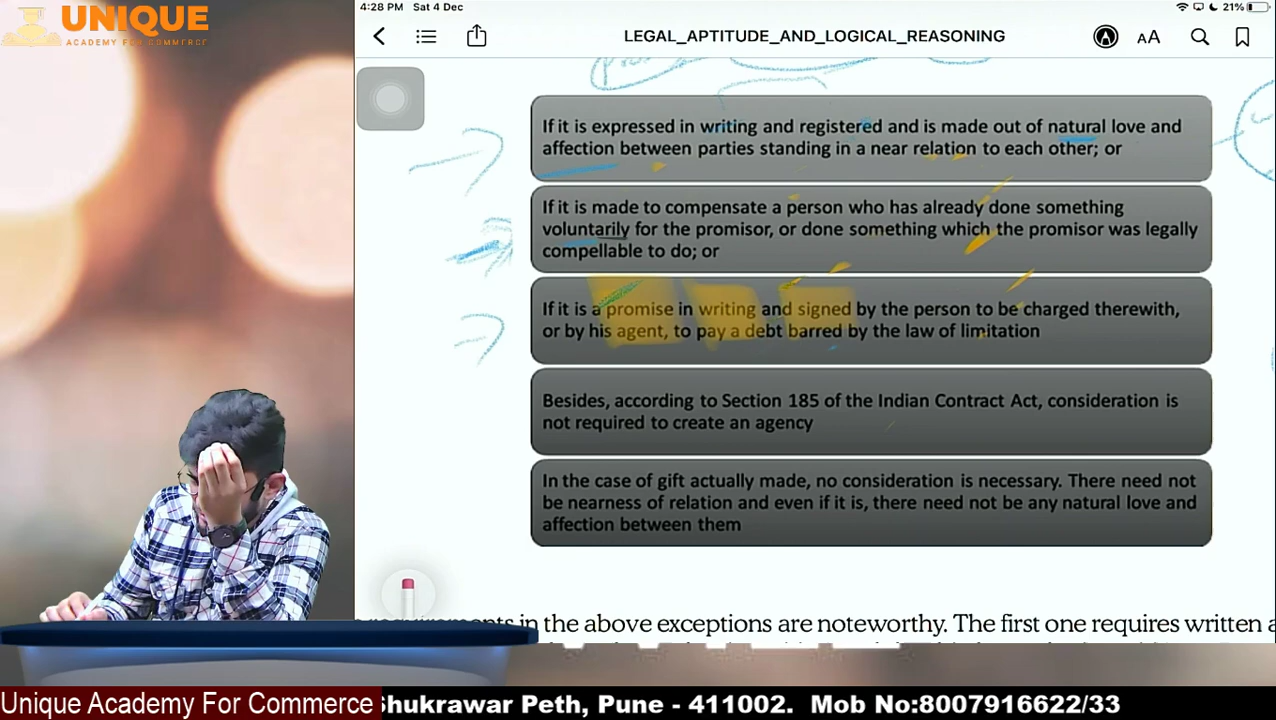 UNIQUE
ACADEMY FOR COMMERCE
4:28 PM Sat 4 Dec
21%
LEGAL_APTITUDE_AND_LOGICAL_REASONING
AA
If it is expressed in writing and registered and is made out of natural love and
affection between parties standing in a near relation to each other; or
If it is made to compensate a person who has already done something
voluntarily for the promisor, or done something which the promisor was legally
compellable to do; or
If it is a promise in writing and signed by the person to be charged therewith,
or by his agent, to pay a debt barred by the law of limitation
Besides, according to Section 185 of the Indian Contract Act, consideration is
not required to create an agency
In the case of gift actually made, no consideration is necessary. There need not
be nearness of relation and even if it is, there need not be any natural love and
affection between them
in the above exceptions are noteworthy. The first one requires written a
Unique Academy For Commerce
Shukrawar Peth, Pune - 411002. Mob No:8007916622/33